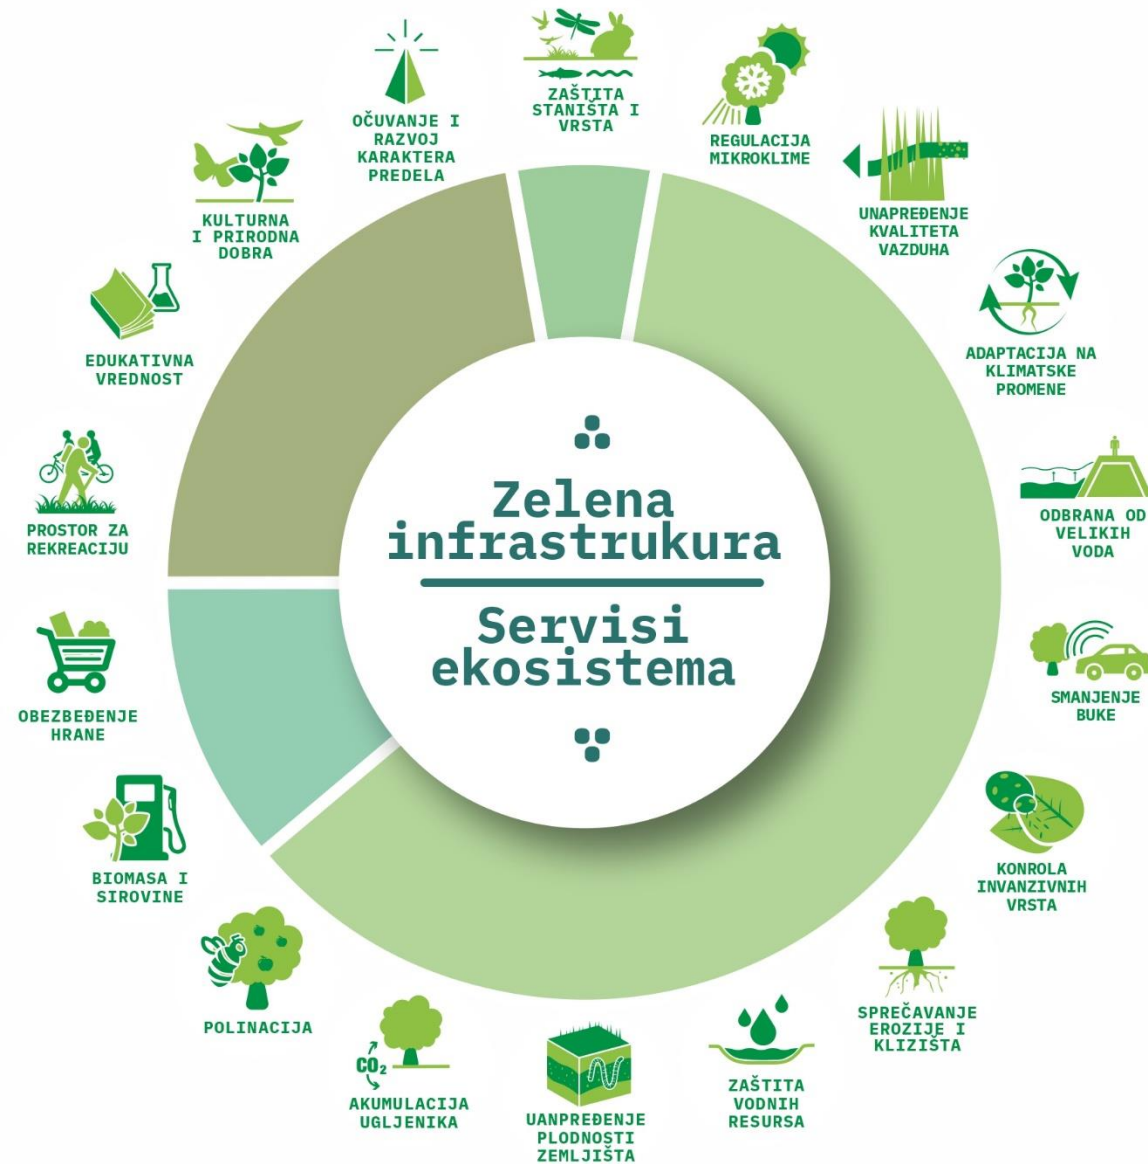 ZAŠTITA
STANIŠTA I
VRSTA
REGULACIJA
MIKROKLIME
UNAPREĐENJE
KVALITETA
VAZDUHA
ADAPTACIJA NA
KLIMATSKE
PROMENE
ODBRANA OD
VELIKIH
VODA
SMANJENJE
BUKE
KONROLA
INVANZIVNIH
VRSTA
SPREČAVANJE
EROZIJE I
KLIZIŠTA
ZAŠTITA
VODNIH
RESURSA
UANPREĐENJE
PLODNOSTI
ZEMLJIŠTA
CO₂
AKUMULACIJA
UGLJENIKA
POLINACIJA
BIOMASA I
SIROVINE
OBEZBEĐENJE
HRANE
PROSTOR ZA
REKREACIJU
EDUKATIVNA
VREDNOST
KULTURNA
I PRIRODNA
DOBRA
OČUVANJE I
RAZVOJ
KARAKTERA
PREDELA
Zelena
infrastrukura
Servisi
ekosistema